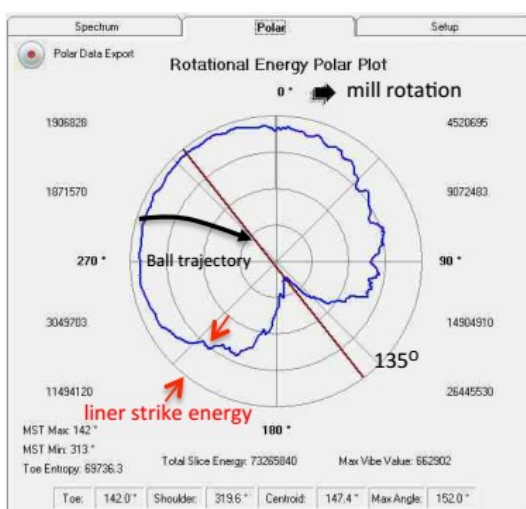 Spectrum Polar Setup
Polar Data Export
Rotational Energy Polar Plot
0 ° mill rotation
1906828 4520695
1871570 9072483
270 ° Ball trajectory 90 °
3049703 14904910
135O
11494120 26445530
liner strike energy
MST Max: 142 ° 180 °
MST Min: 313 °
Toe Entropy: 69736.3 Total Slice Energy: 73265840 Max Vibe Value: 662902
Toe: 142.0 ° Shoulder: 319.6 ° Centroid: 147.4 ° Max Angle: 152.0 °